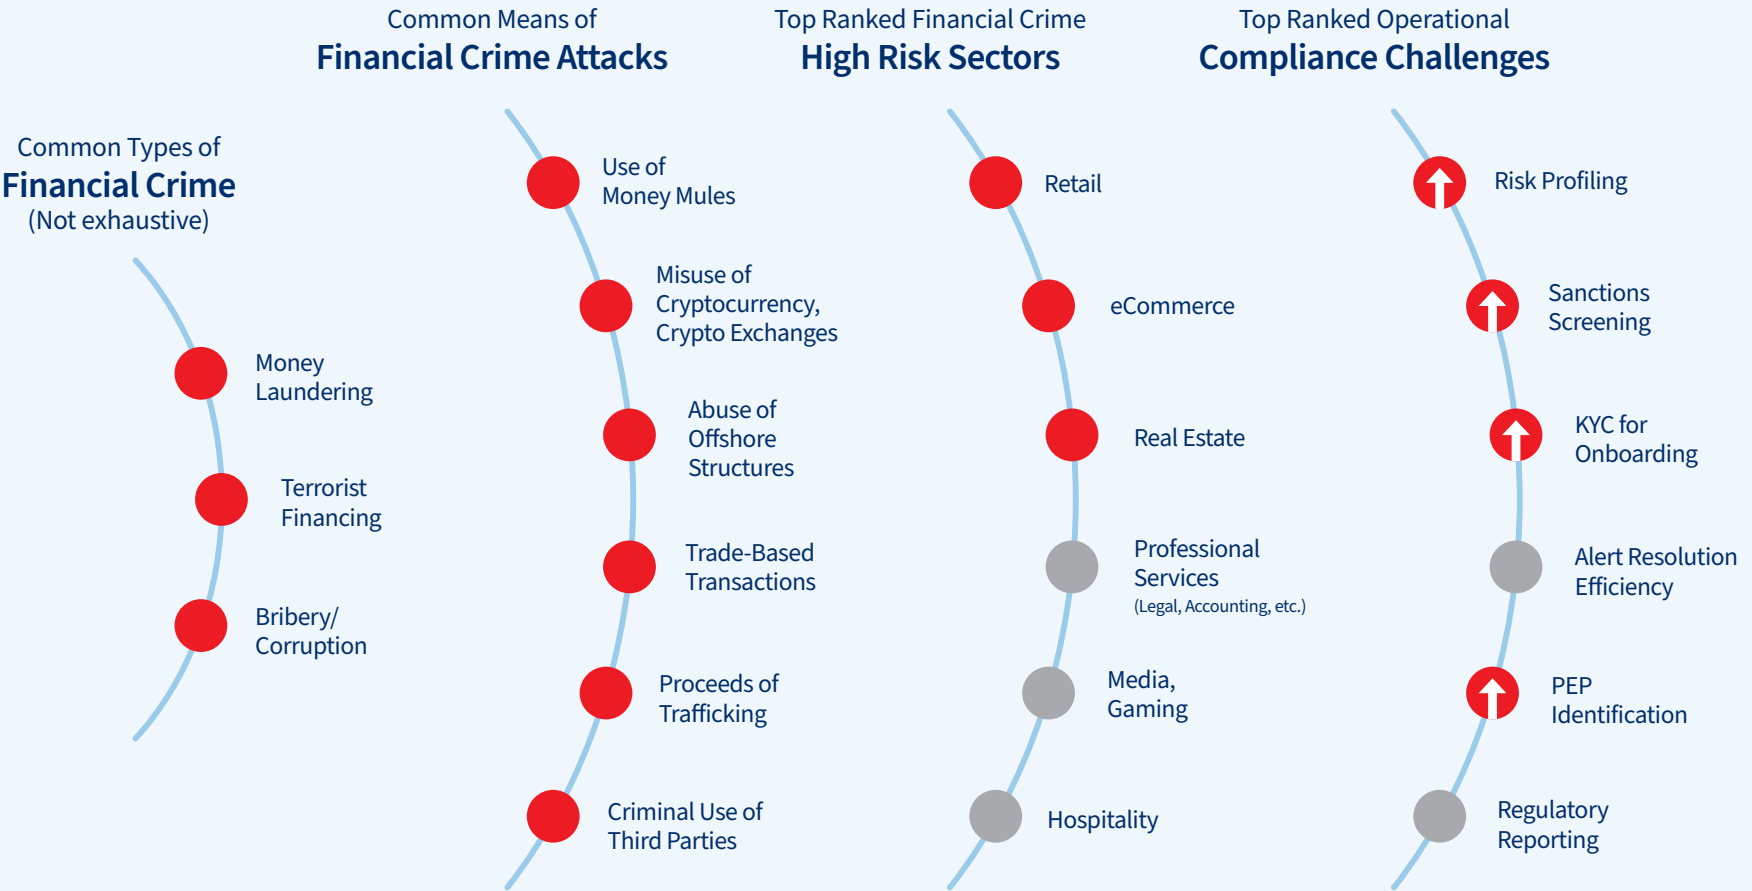 Common Types of
Financial Crime
(Not exhaustive)
Money
Laundering
Terrorist
Financing
Bribery/
Corruption
Common Means of
Financial Crime Attacks
Use of
Money Mules
Misuse of
Cryptocurrency,
Crypto Exchanges
Abuse of
Offshore
Structures
Trade-Based
Transactions
Proceeds of
Trafficking
Criminal Use of
Third Parties
Top Ranked Financial Crime
High Risk Sectors
Retail
eCommerce
Real Estate
Professional
Services
(Legal, Accounting, etc.)
Media,
Gaming
Hospitality
Top Ranked Operational
Compliance Challenges
Risk Profiling
Sanctions
Screening
KYC for
Onboarding
Alert Resolution
Efficiency
PEP
Identification
Regulatory
Reporting